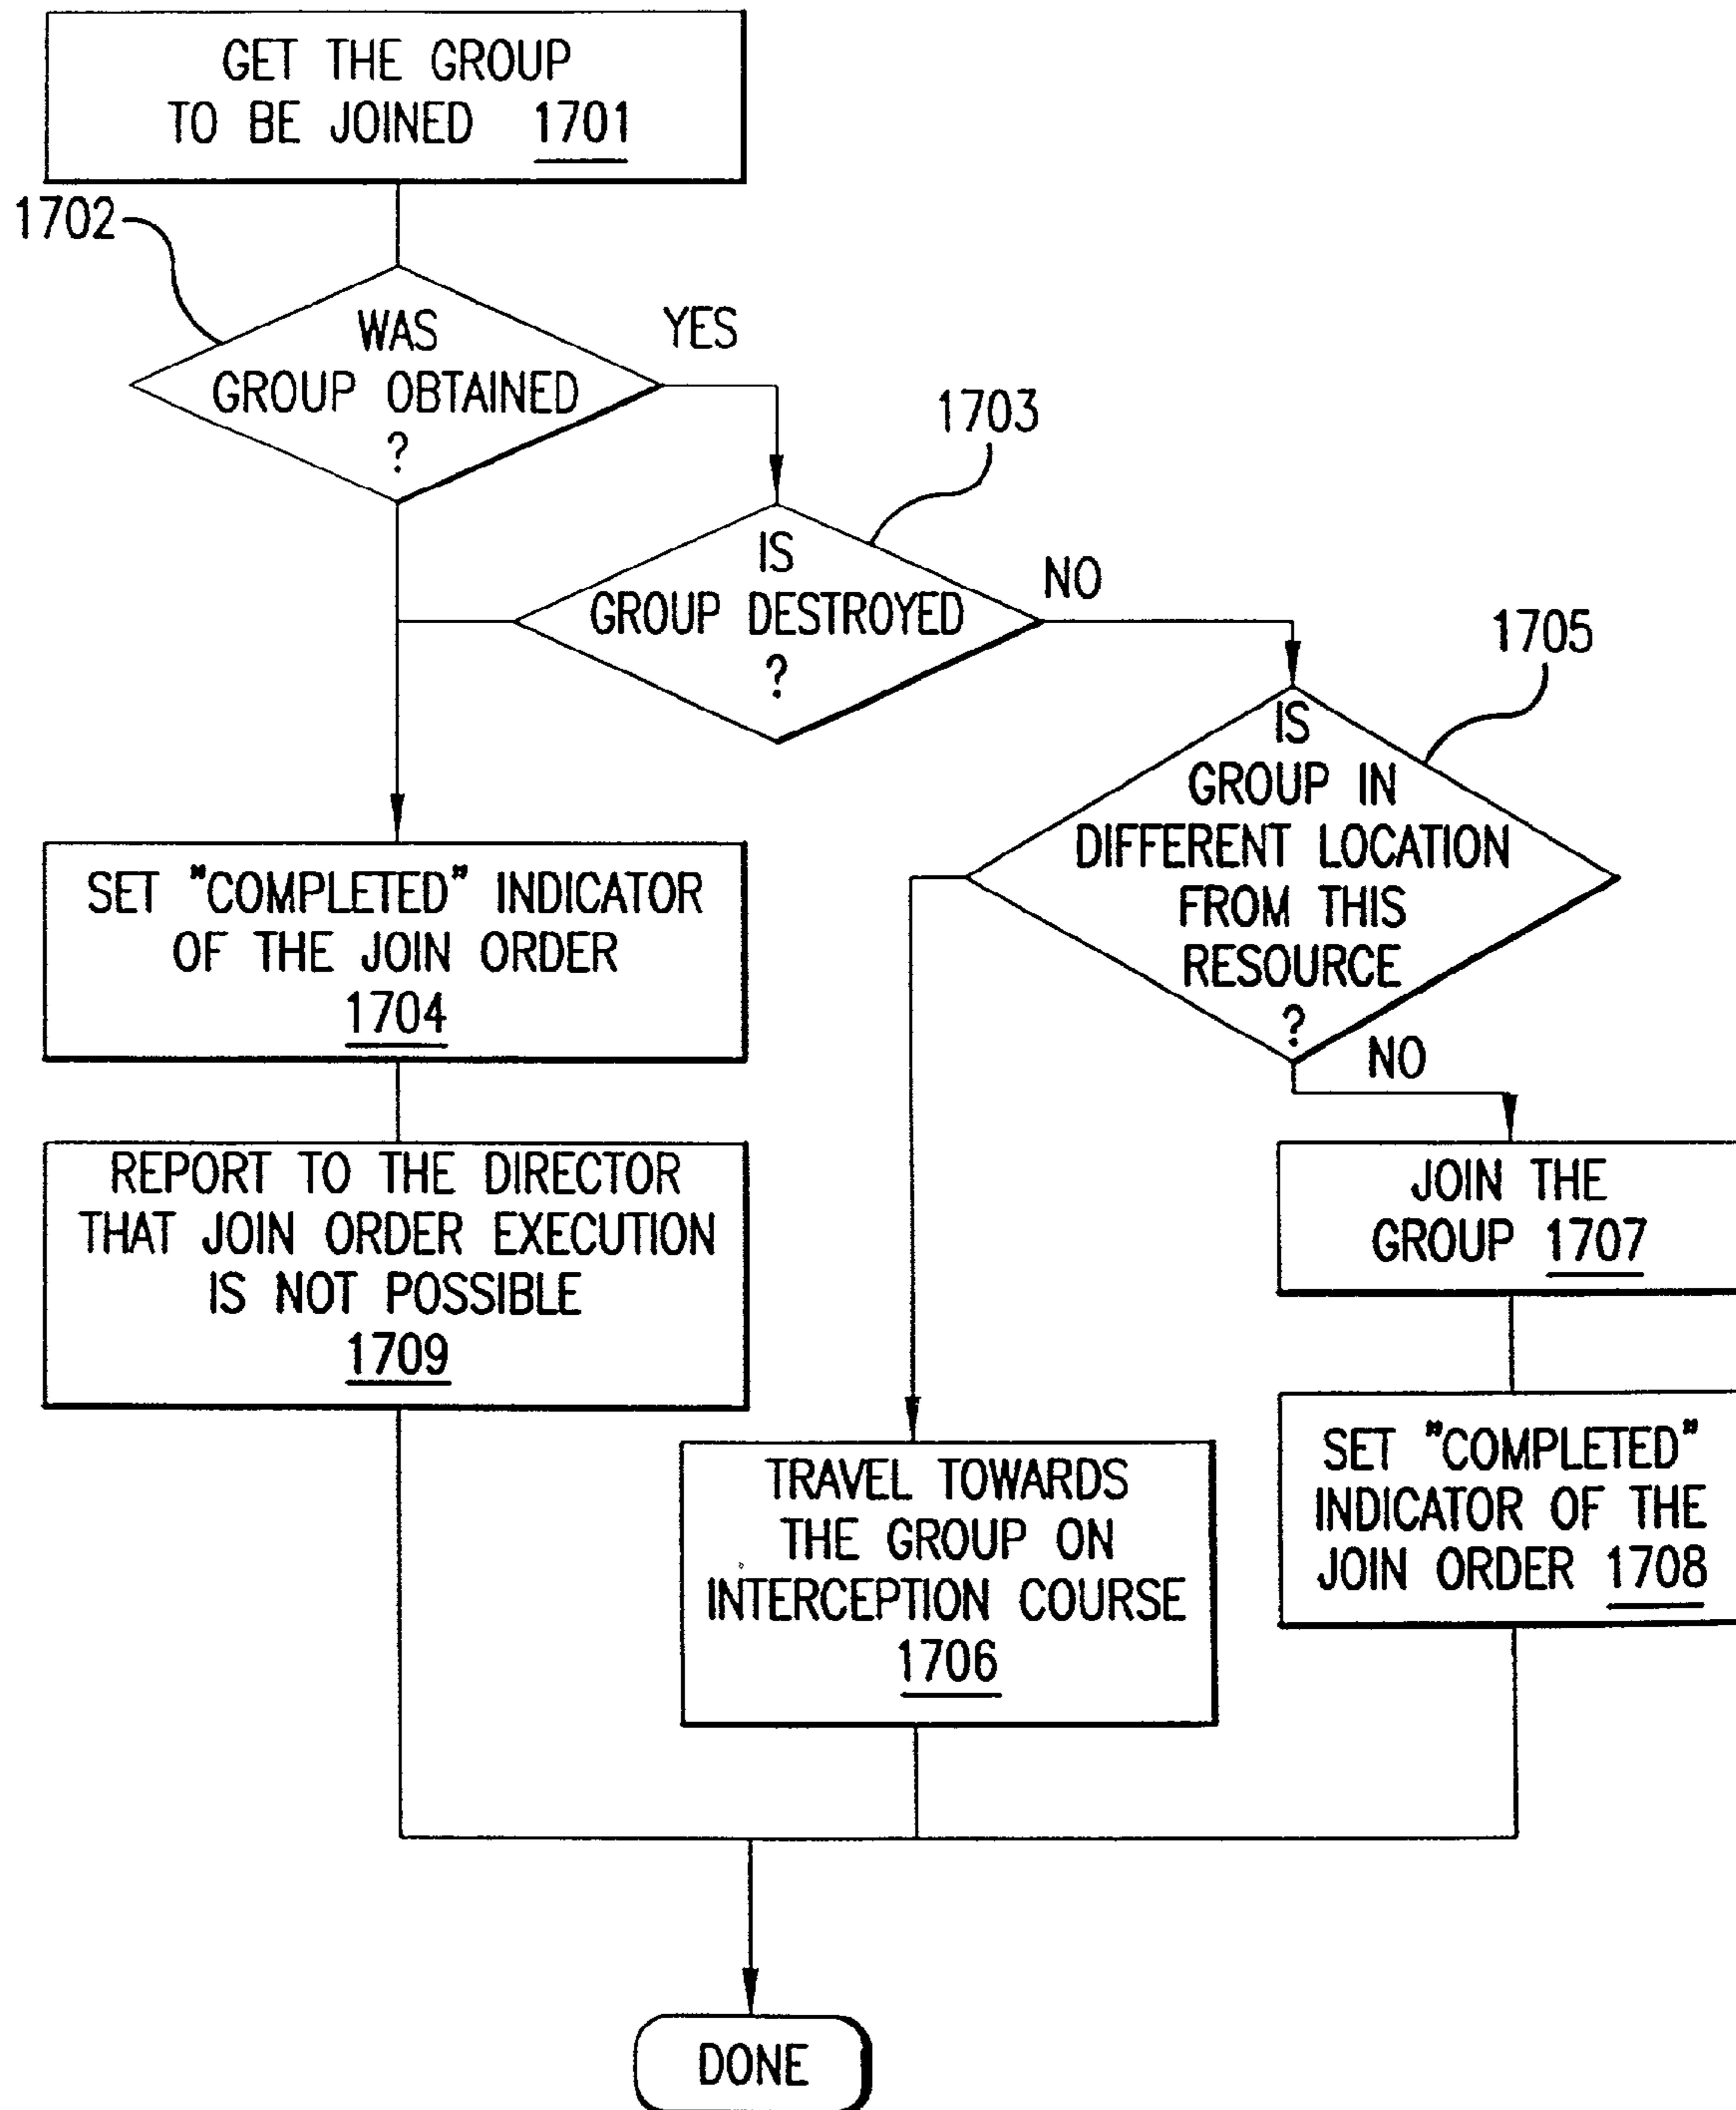 GET THE GROUP
TO BE JOINED 1701
1702
WAS
GROUP OBTAINED
?
YES
1703
IS
GROUP DESTROYED
?
NO
1705
IS
GROUP IN
DIFFERENT LOCATION
FROM THIS
RESOURCE
?
NO
SET "COMPLETED" INDICATOR
OF THE JOIN ORDER
1704
REPORT TO THE DIRECTOR
THAT JOIN ORDER EXECUTION
IS NOT POSSIBLE
1709
JOIN THE
GROUP 1707
TRAVEL TOWARDS
THE GROUP ON
INTERCEPTION COURSE
1706
SET "COMPLETED"
INDICATOR OF THE
JOIN ORDER 1708
DONE